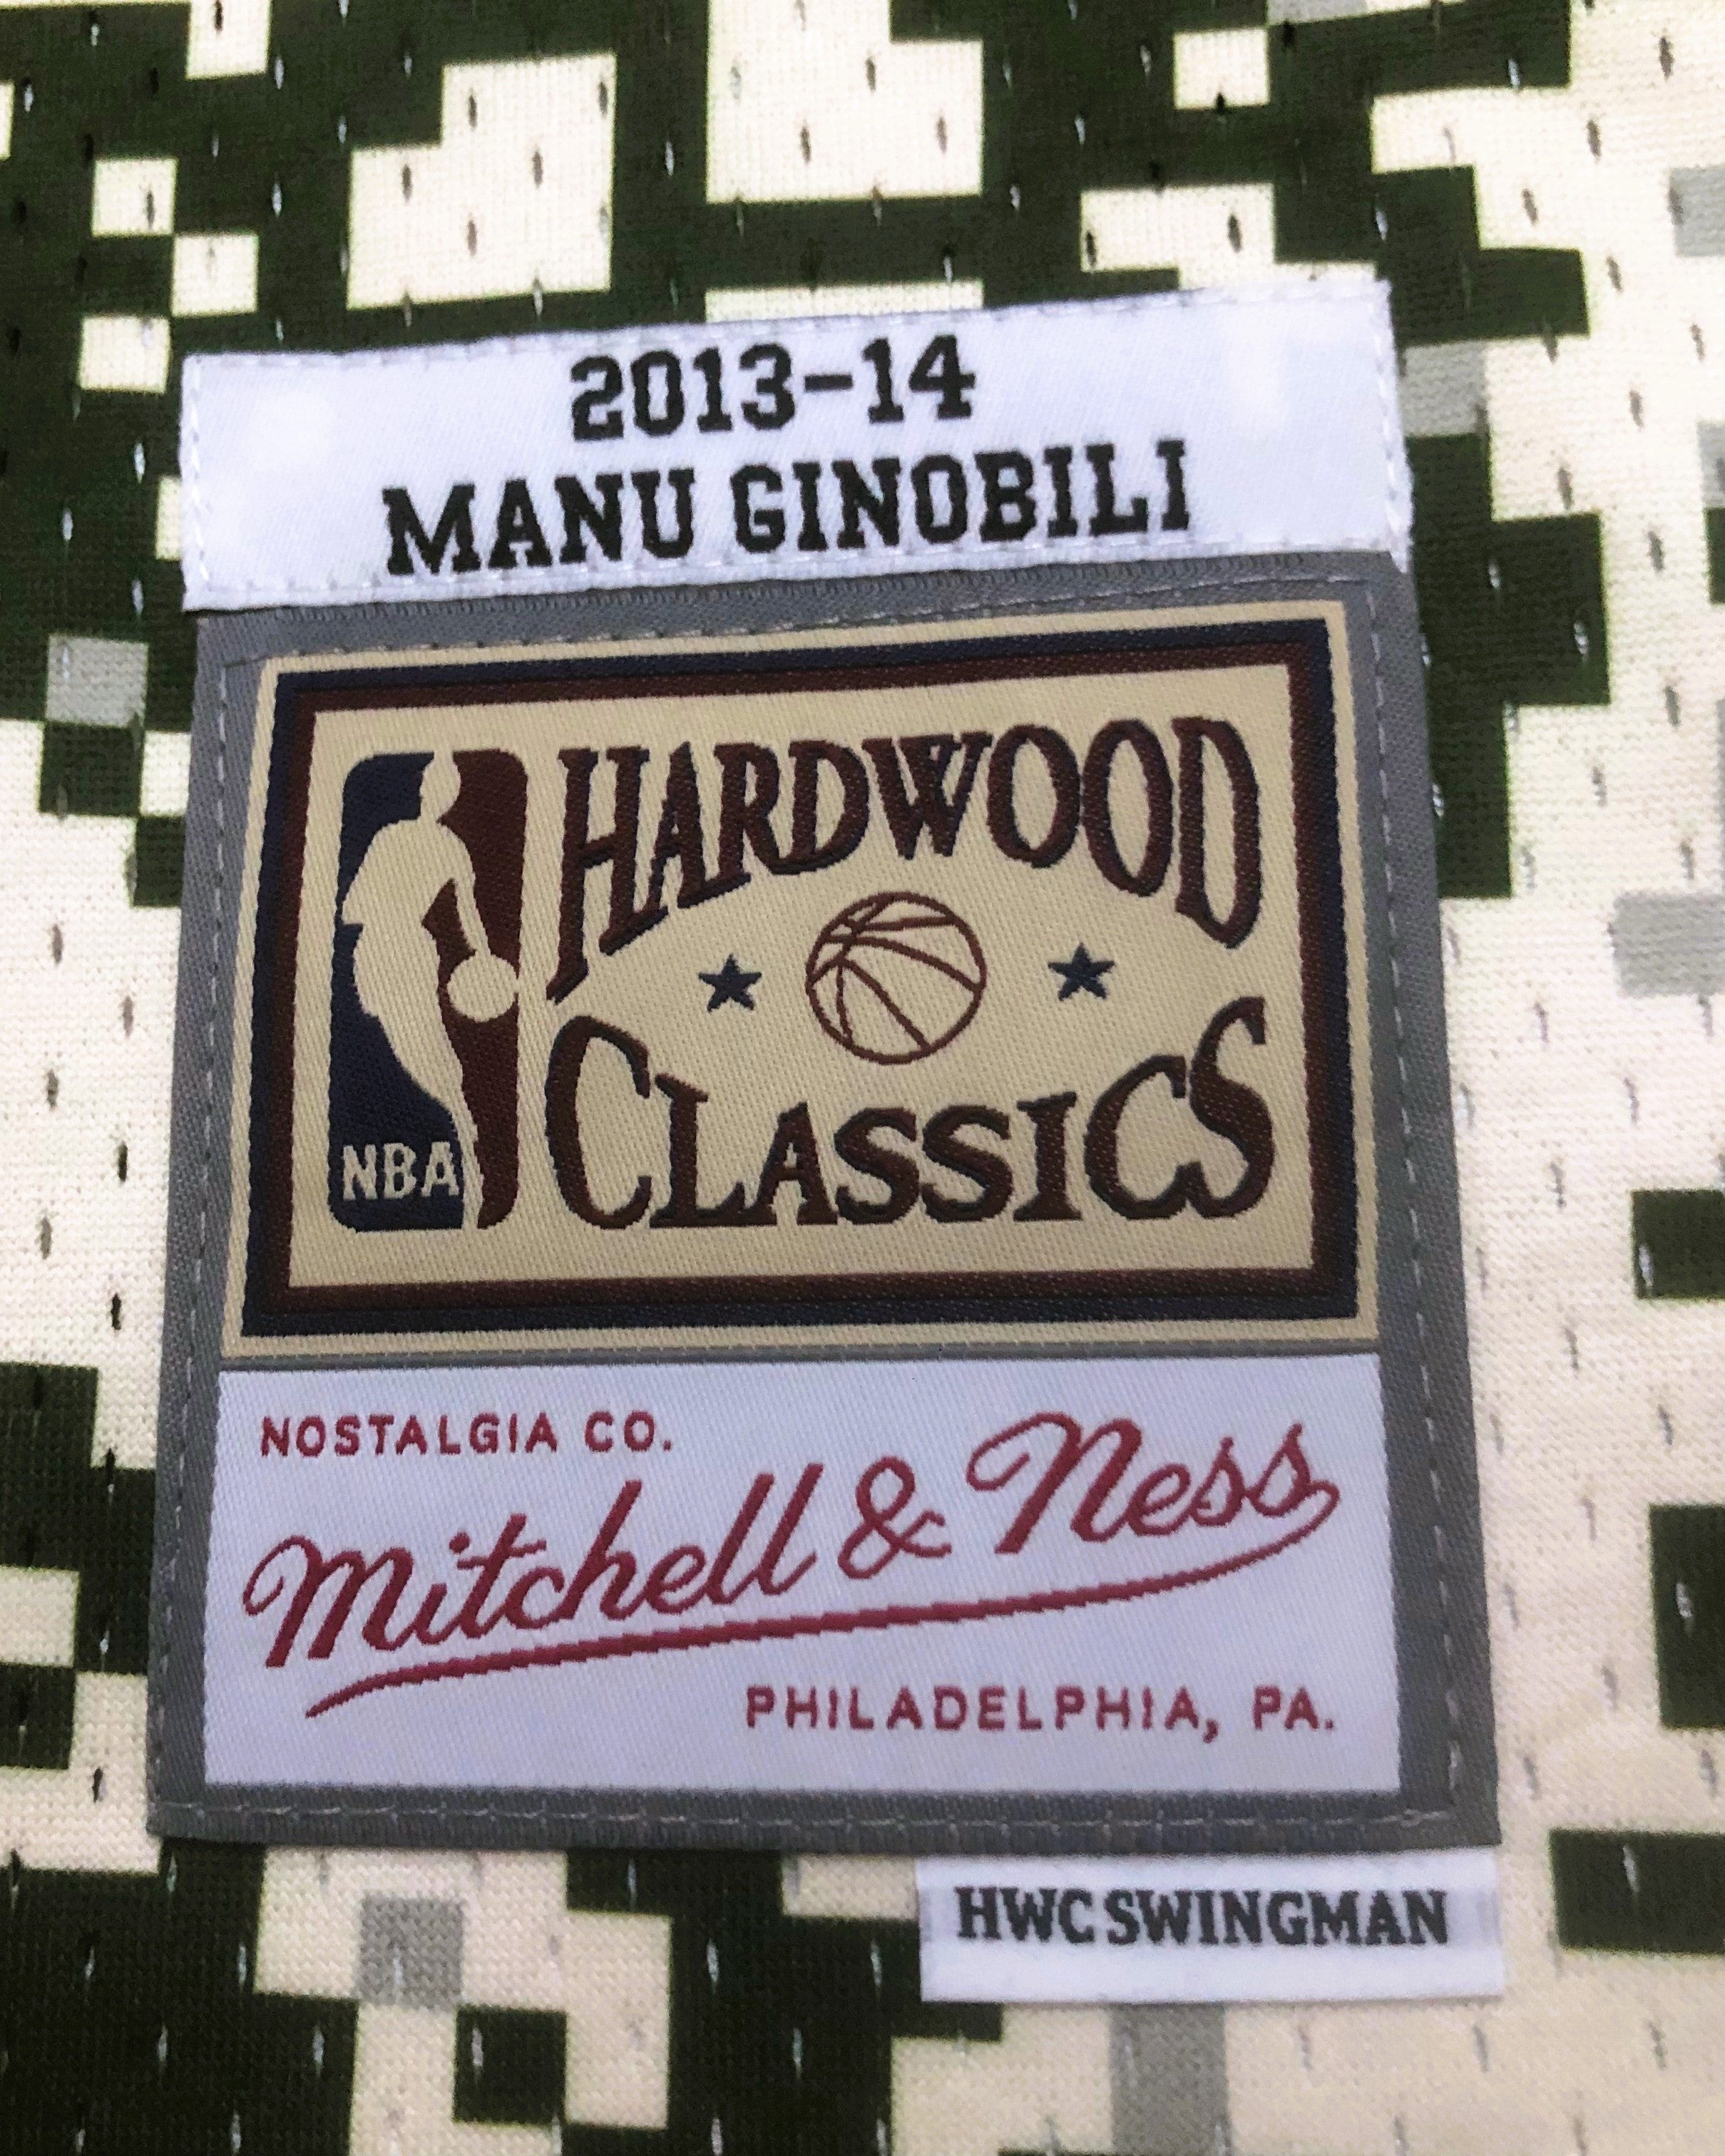 2013-14
MANU GINOBILI
HARDWOOD
CLASSICS
NBA
NOSTALGIA CO.
Mitchell & Ness
PHILADELPHIA, PA.
HWC SWINGMAN